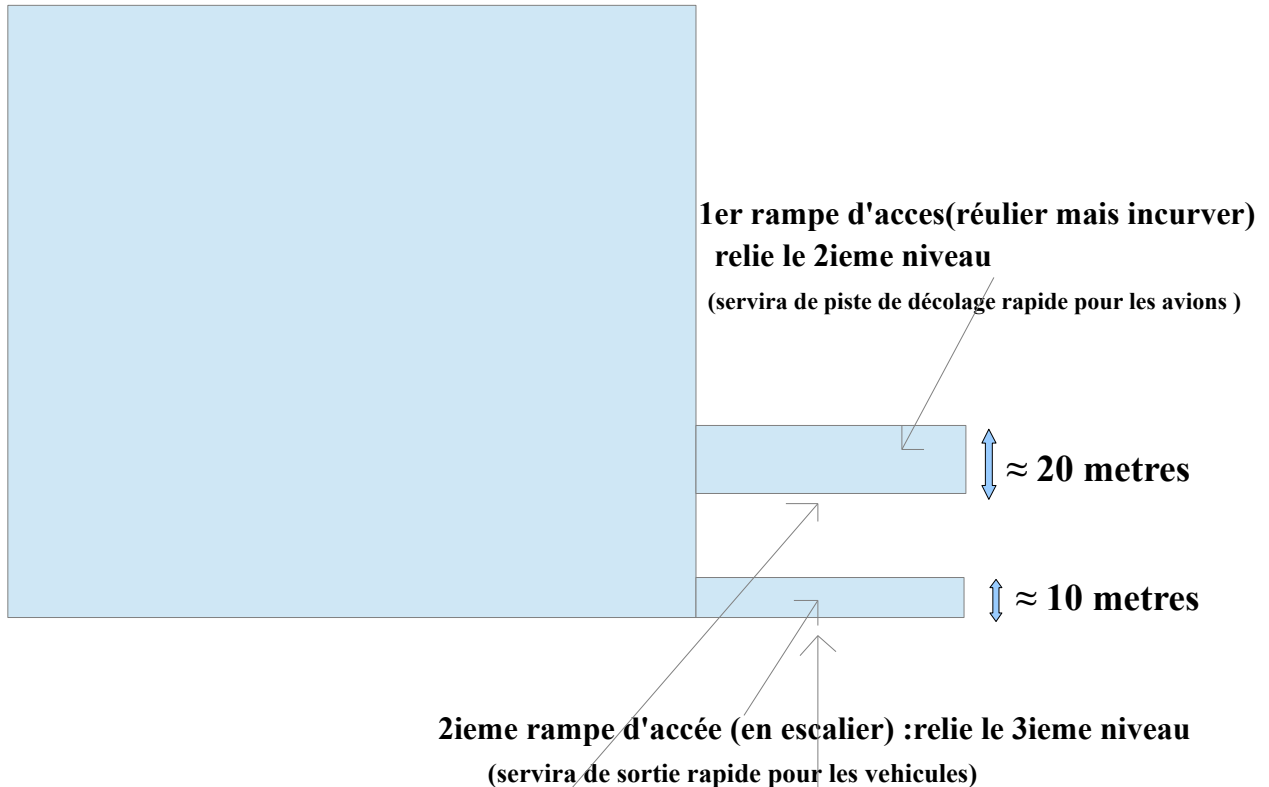 1er rampe d'acces(réulier mais incurver)
relie le 2ieme niveau
(servira de piste de décolage rapide pour les avions )
≈ 20 metres
≈ 10 metres
2ieme rampe d'accée (en escalier) :relie le 3ieme niveau
(servira de sortie rapide pour les vehicules)